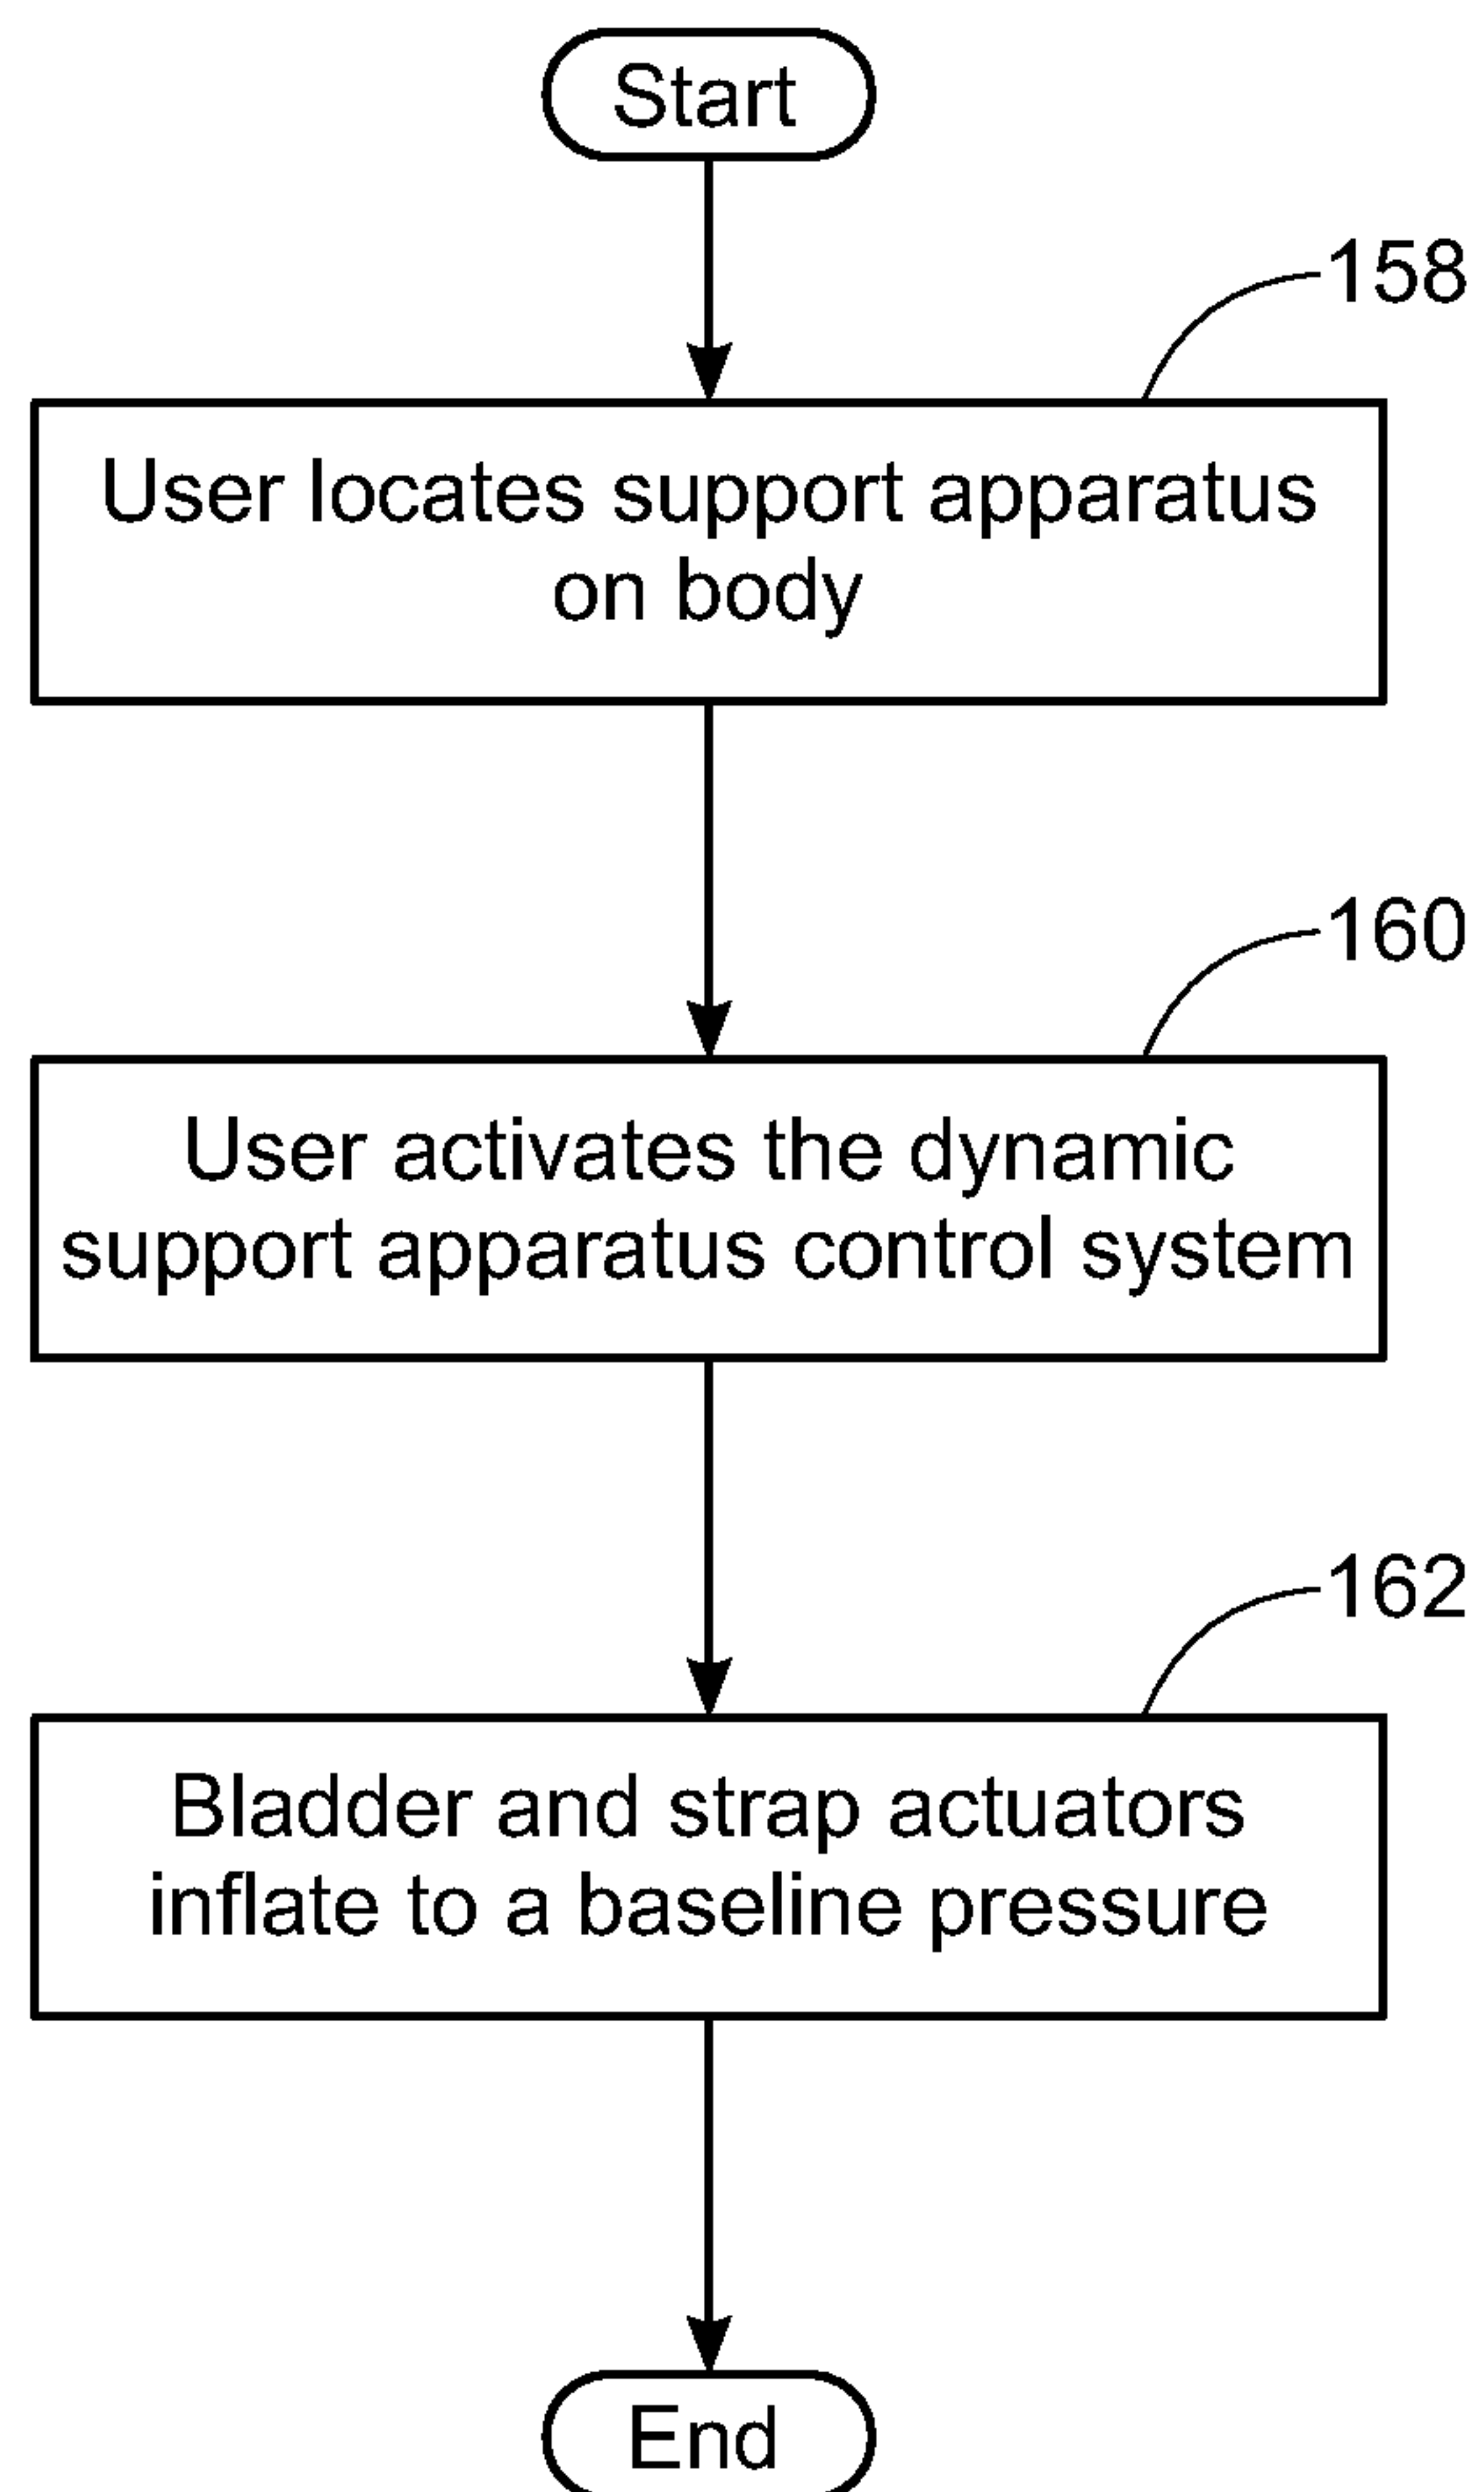 Start
158
User locates support apparatus
on body
160
User activates the dynamic
support apparatus control system
162
Bladder and strap actuators
inflate to a baseline pressure
End